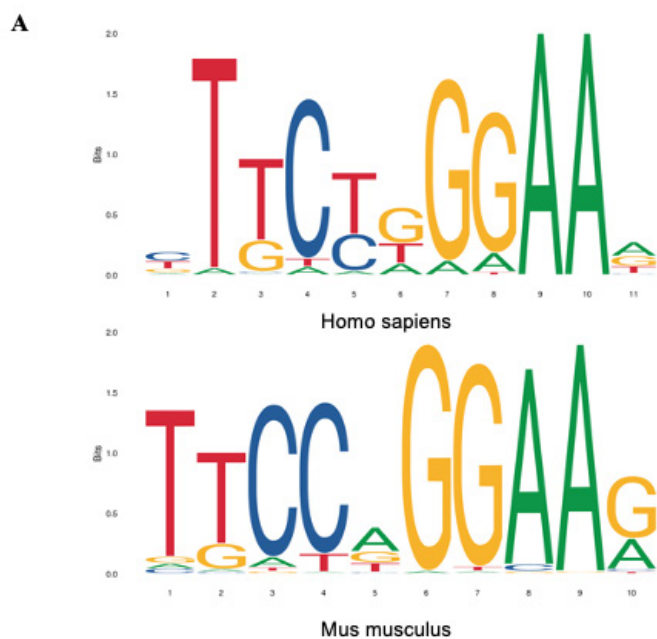 A
2.0
1.5
1.0
0.5
0.0
Bits
C T G
T A
T G C
C T A
T C A
G T A
G A
G A T
A
A
A G T
1 2 3 4 5 6 7 8 9 10 11
Homo sapiens
2.0
1.5
1.0
0.5
0.0
Bits
T G A C
T G A
C A T
C T
A G T
G
G T
A C
A
G A C
1 2 3 4 5 6 7 8 9 10
Mus musculus